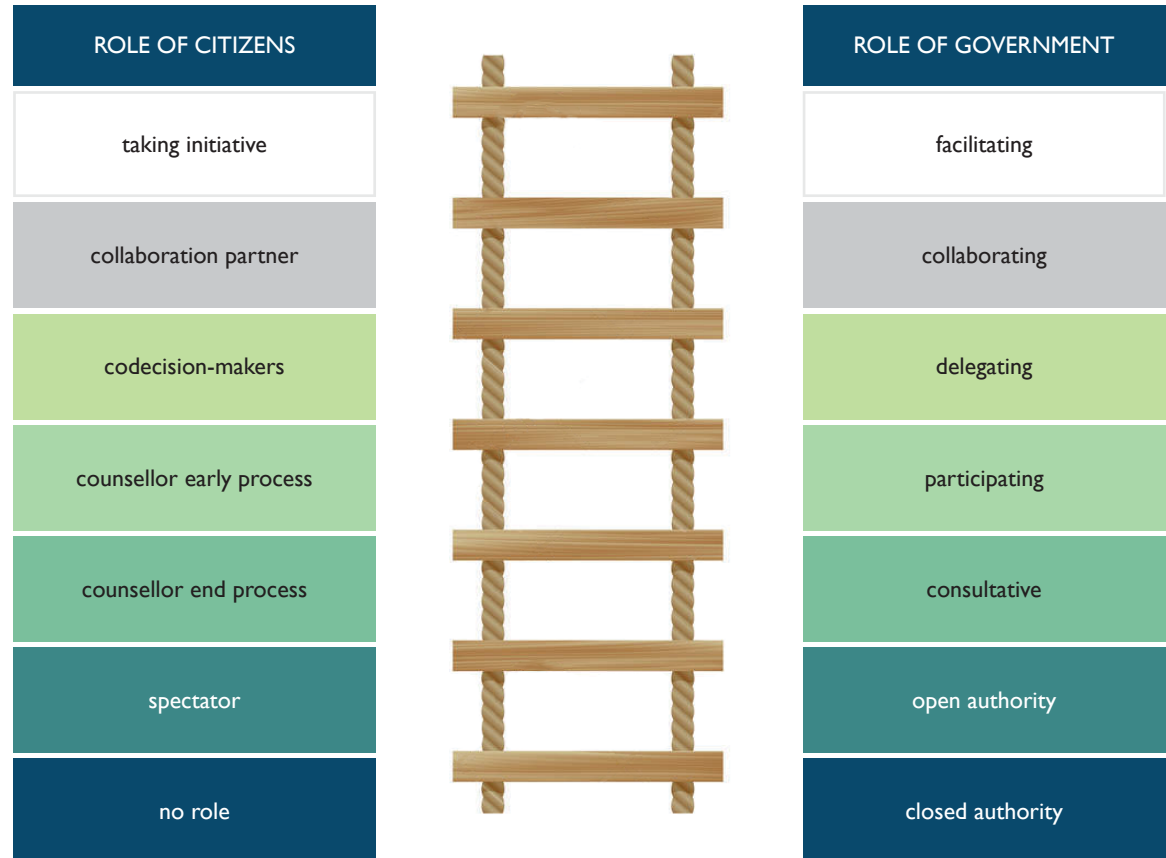 ROLE OF CITIZENS
ROLE OF GOVERNMENT
taking initiative
facilitating
collaboration partner
collaborating
codecision-makers
delegating
counsellor early process
participating
counsellor end process
consultative
spectator
open authority
no role
closed authority